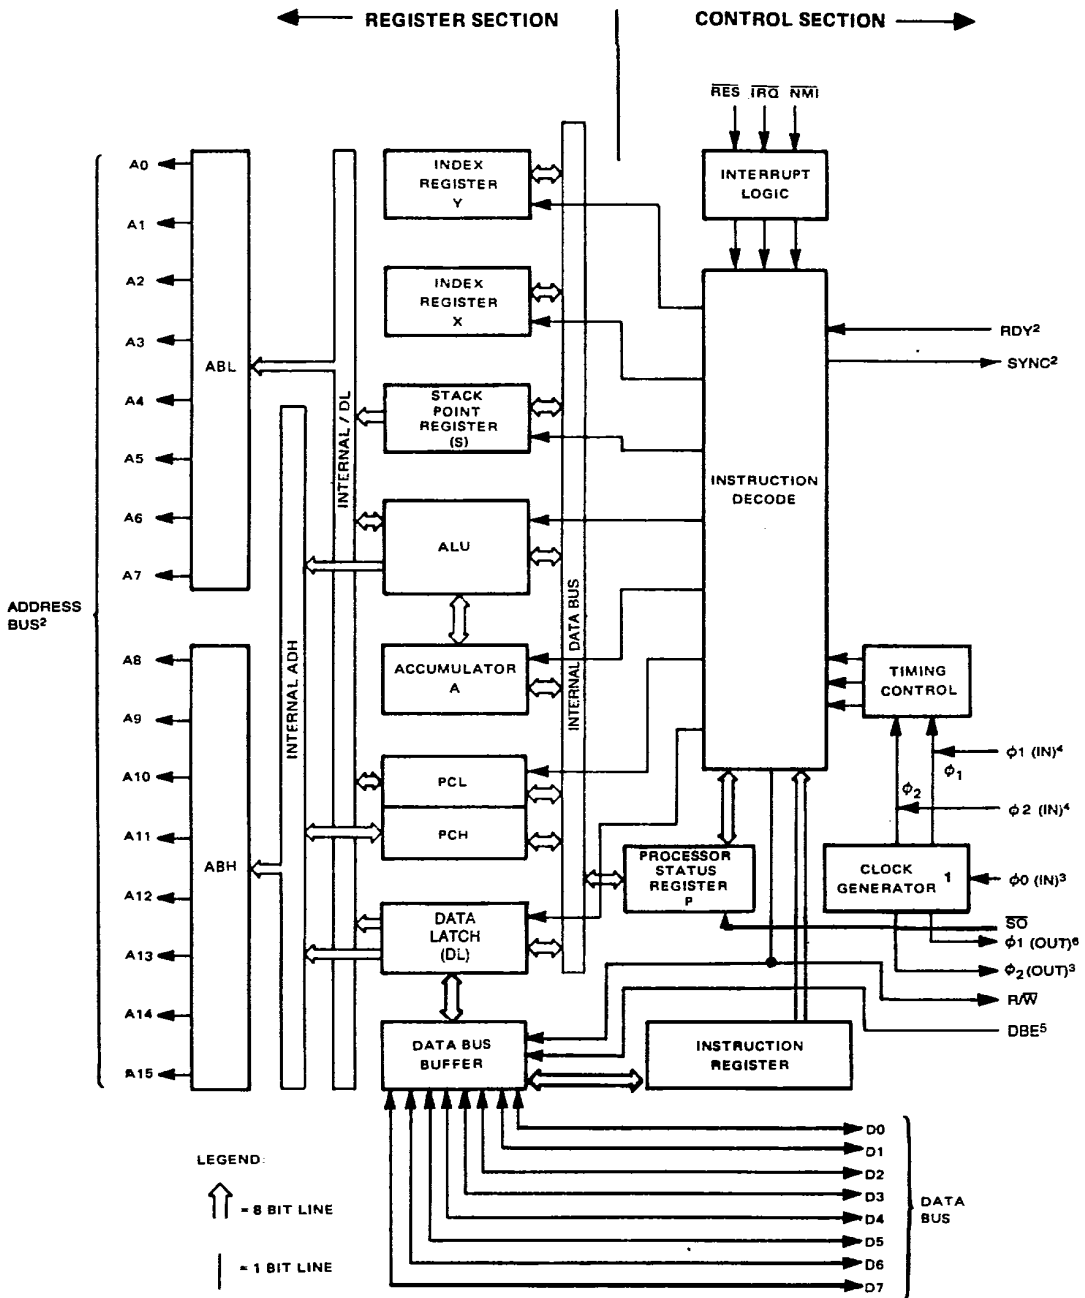 REGISTER SECTION
CONTROL SECTION
RES IRQ NMI
A0
A1
A2
A3
A4
A5
A6
A7
ADDRESS
BUS²
A8
A9
A10
A11
A12
A13
A14
A15
ABL
ABH
INTERNAL ADH
INTERNAL / DL
INDEX
REGISTER
Y
INDEX
REGISTER
X
STACK
POINT
REGISTER
(S)
ALU
ACCUMULATOR
A
PCL
PCH
DATA
LATCH
(DL)
DATA BUS
BUFFER
INTERNAL DATA BUS
INTERRUPT
LOGIC
INSTRUCTION
DECODE
RDY²
SYNC²
TIMING
CONTROL
ϕ1 (IN)⁴
ϕ1
ϕ2
ϕ2 (IN)⁴
PROCESSOR
STATUS
REGISTER
P
CLOCK
GENERATOR 1
ϕ0 (IN)³
SO
ϕ1 (OUT)⁶
ϕ2 (OUT)³
R/W
DBE⁵
INSTRUCTION
REGISTER
D0
D1
D2
D3
D4
D5
D6
D7
DATA
BUS
LEGEND:
= 8 BIT LINE
= 1 BIT LINE